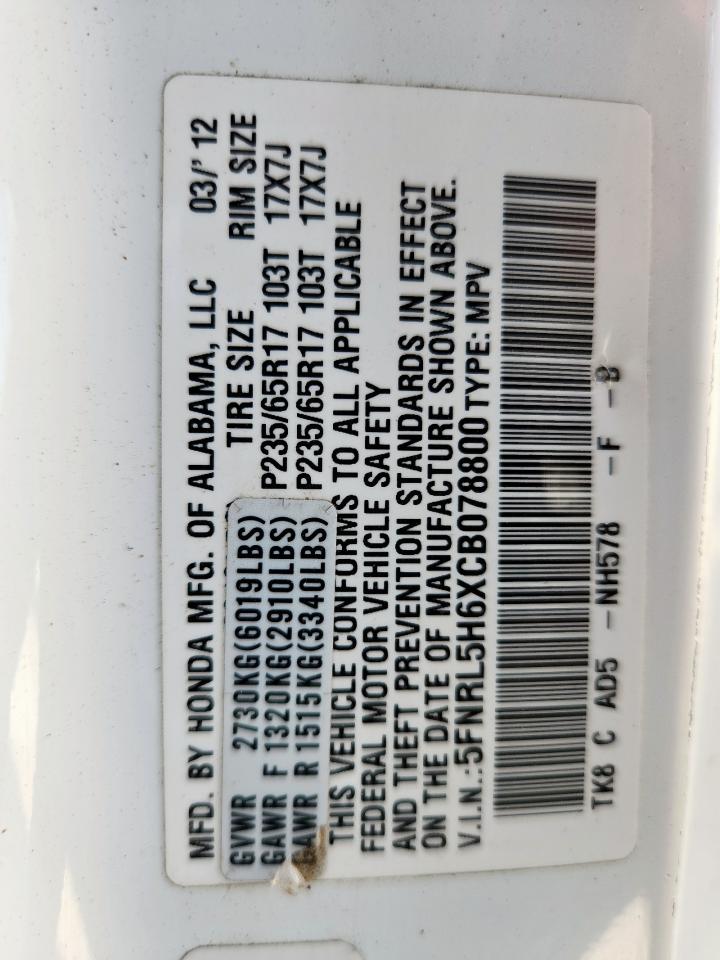 MFD. BY HONDA MFG. OF ALABAMA, LLC 03/'12
TIRE SIZE RIM SIZE
GVWR 2730KG(6019LBS)
GAWR F 1320KG(2910LBS) P235/65R17 103T 17X7J
GAWR R 1515KG(3340LBS) P235/65R17 103T 17X7J
THIS VEHICLE CONFORMS TO ALL APPLICABLE
FEDERAL MOTOR VEHICLE SAFETY
AND THEFT PREVENTION STANDARDS IN EFFECT
ON THE DATE OF MANUFACTURE SHOWN ABOVE.
V.I.N.:5FNRL5H6XCB078800 TYPE: MPV
TK8 C AD5 -NH578 -F -B